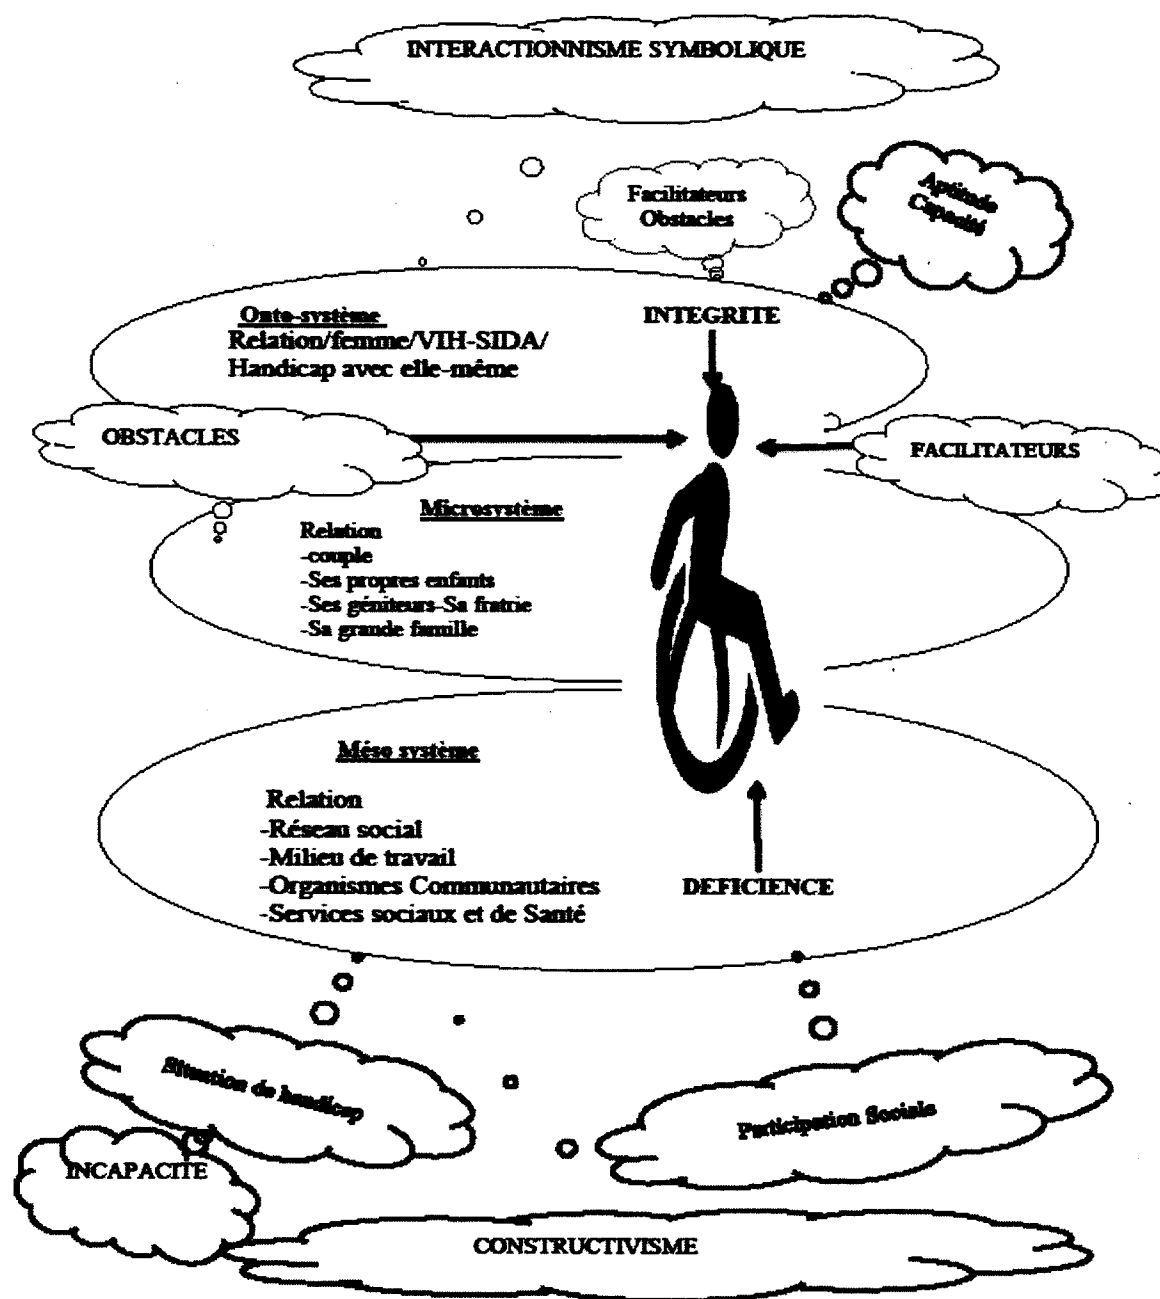 INTERACTIONNISME SYMBOLIQUE
Facilitateurs
Obstacles
Aptitude
Capacité
Onto-système
Relation/femme/VIH-SIDA/
Handicap avec elle-même
INTEGRITE
OBSTACLES
FACILITATEURS
Microsystème
Relation
-couple
-Ses propres enfants
-Ses géniteurs-Sa fratrie
-Sa grande famille
Méso système
Relation
-Réseau social
-Milieu de travail
-Organismes Communautaires
-Services sociaux et de Santé
DEFICIENCE
Situation de handicap
Participation Sociale
INCAPACITE
CONSTRUCTIVISME